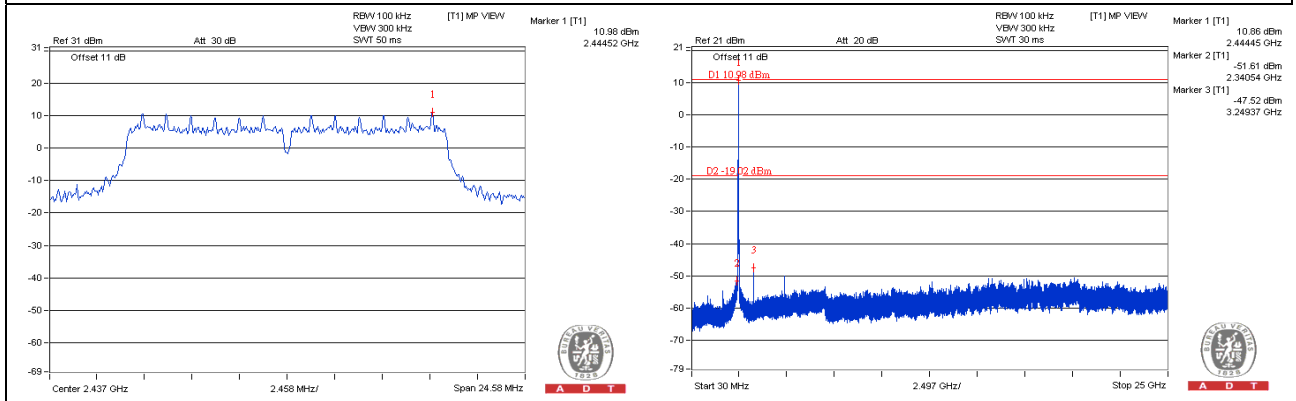 RBW 100 kHz [T1] MP VIEW
VBW 300 kHz
Ref 31 dBm Att 30 dB SWT 50 ms
Marker 1 [T1]
10.98 dBm
2.44452 GHz
31
Offset 11 dB
20
1
10
0
-10
-20
-30
-40
-50
-60
-69
Center 2.437 GHz 2.458 MHz/ Span 24.58 MHz
BUREAU VERITAS
1828
A D T
RBW 100 kHz [T1] MP VIEW
VBW 300 kHz
Ref 21 dBm Att 20 dB SWT 30 ms
Marker 1 [T1]
10.86 dBm
2.44445 GHz
Marker 2 [T1]
-51.61 dBm
2.34054 GHz
Marker 3 [T1]
-47.52 dBm
3.24937 GHz
21
Offset 11 dB
1
D1 10.98 dBm
10
0
-10
D2 -19.02 dBm
-20
-30
-40
3
2
-50
-60
-70
-79
Start 30 MHz 2.497 GHz/ Stop 25 GHz
BUREAU VERITAS
1828
A D T